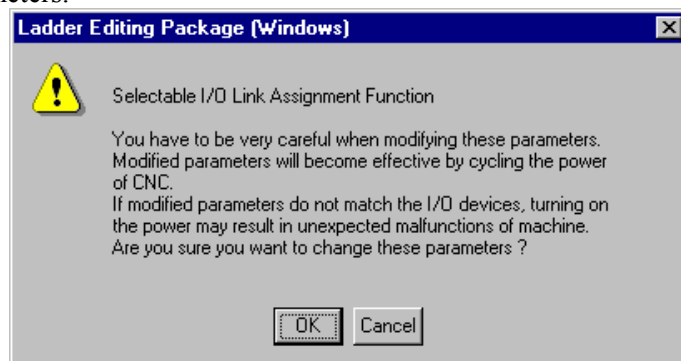 Ladder Editing Package (Windows)
Selectable I/O Link Assignment Function
You have to be very careful when modifying these parameters.
Modified parameters will become effective by cycling the power
of CNC.
If modified parameters do not match the I/O devices, turning on
the power may result in unexpected malfunctions of machine.
Are you sure you want to change these parameters ?
OK
Cancel